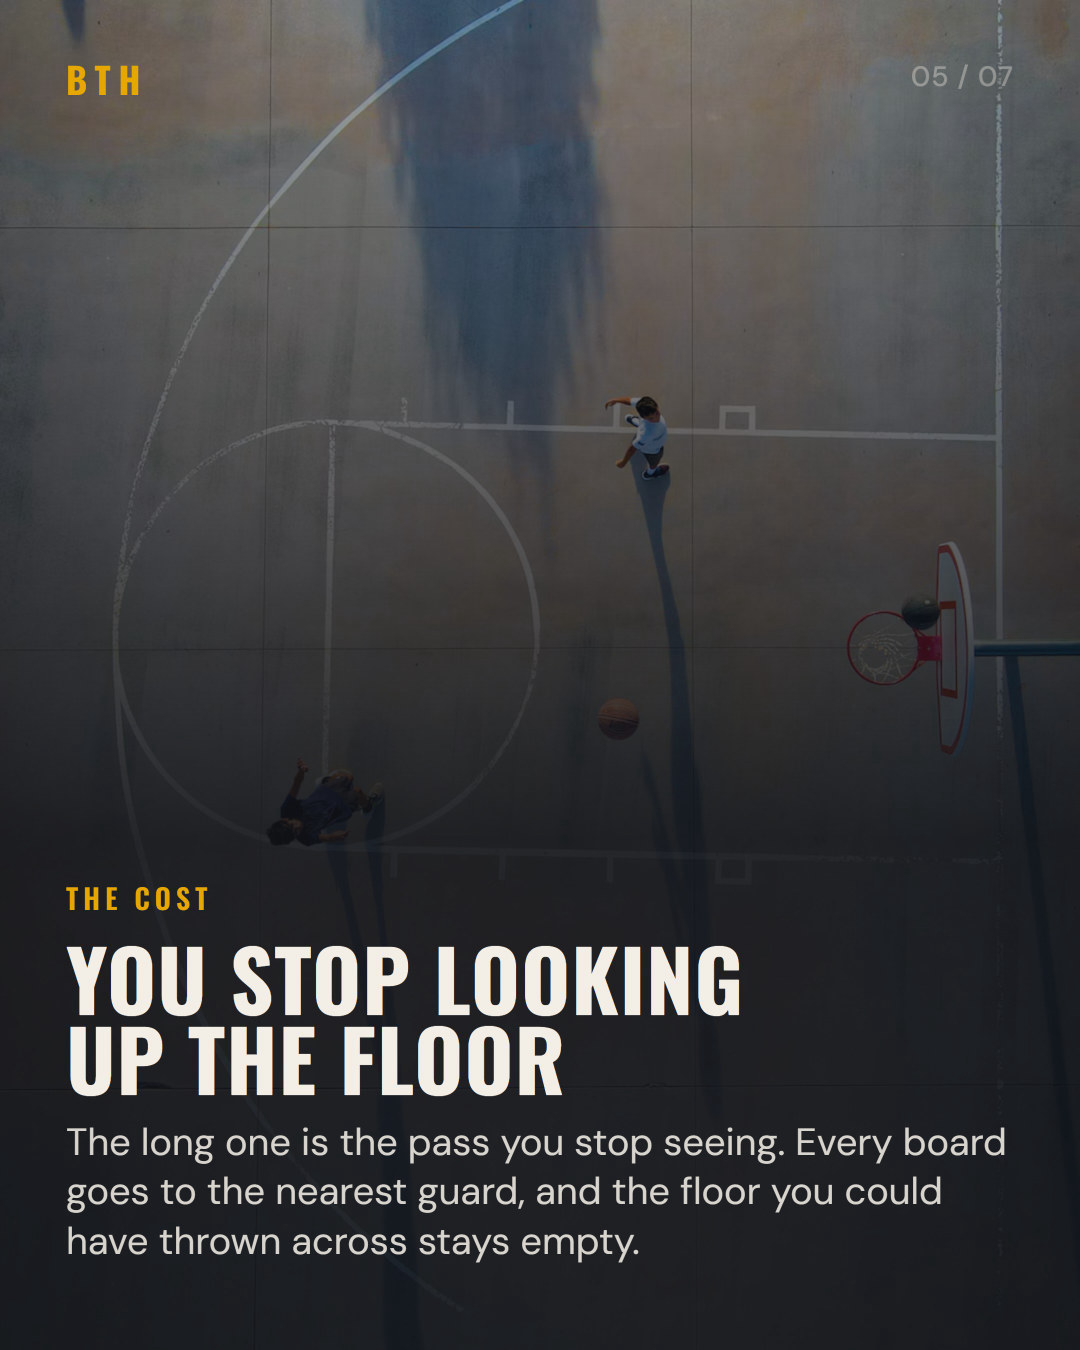 BTH
05 / 07
THE COST
YOU STOP LOOKING
UP THE FLOOR
The long one is the pass you stop seeing. Every board
goes to the nearest guard, and the floor you could
have thrown across stays empty.